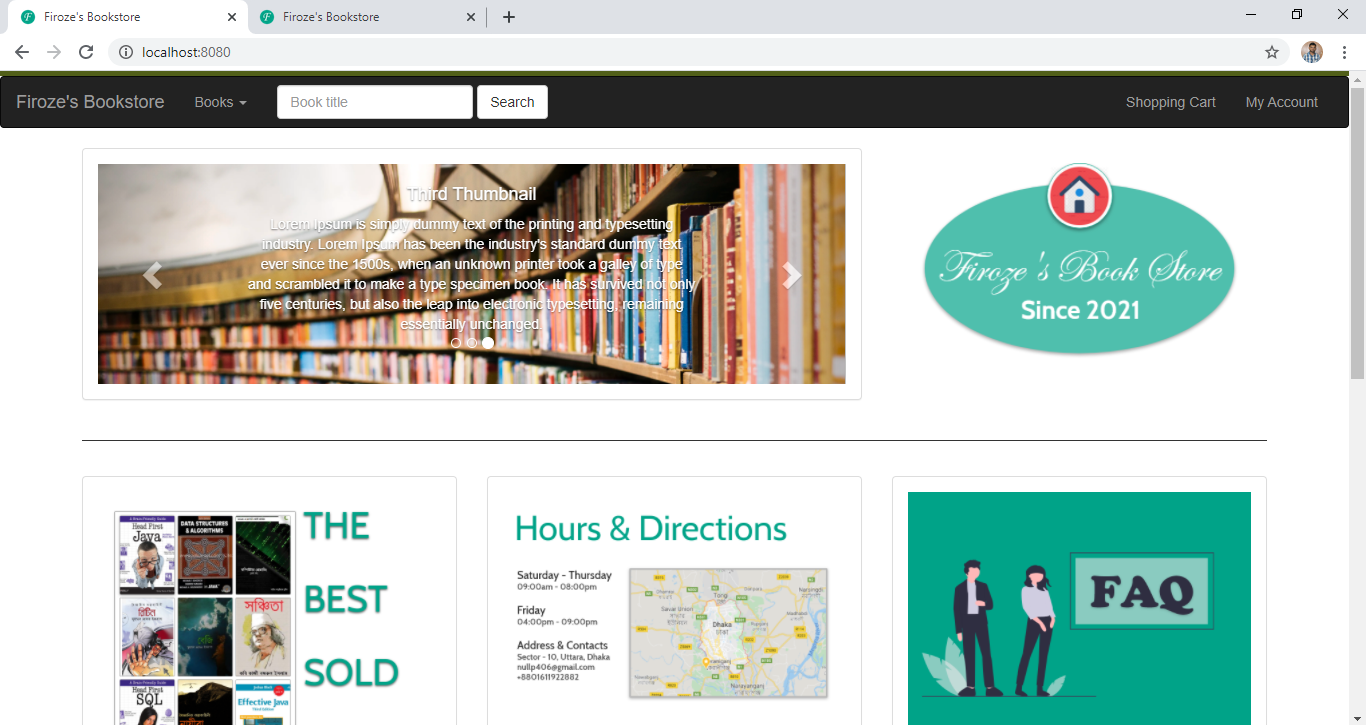 Firoze's Bookstore
Firoze's Bookstore
localhost:8080
Firoze's Bookstore
Books
Book title
Search
Shopping Cart
My Account
Third Thumbnail
Lorem Ipsum is simply dummy text of the printing and typesetting
industry. Lorem Ipsum has been the industry's standard dummy text
ever since the 1500s, when an unknown printer took a galley of type
and scrambled it to make a type specimen book. It has survived not only
five centuries, but also the leap into electronic typesetting, remaining
essentially unchanged.
Firoze's Book Store
Since 2021
Head First
Java
DATA STRUCTURES
& ALGORITHMS
সঞ্চিতা
Head First
SQL
Effective Java
THE
BEST
SOLD
Hours & Directions
Saturday - Thursday
09:00am - 08:00pm
Friday
04:00pm - 09:00pm
Address & Contacts
Sector - 10, Uttara, Dhaka
nullp406@gmail.com
+8801611922882
Tongi
Savar Union
Dhaka
Narayanganj
FAQ